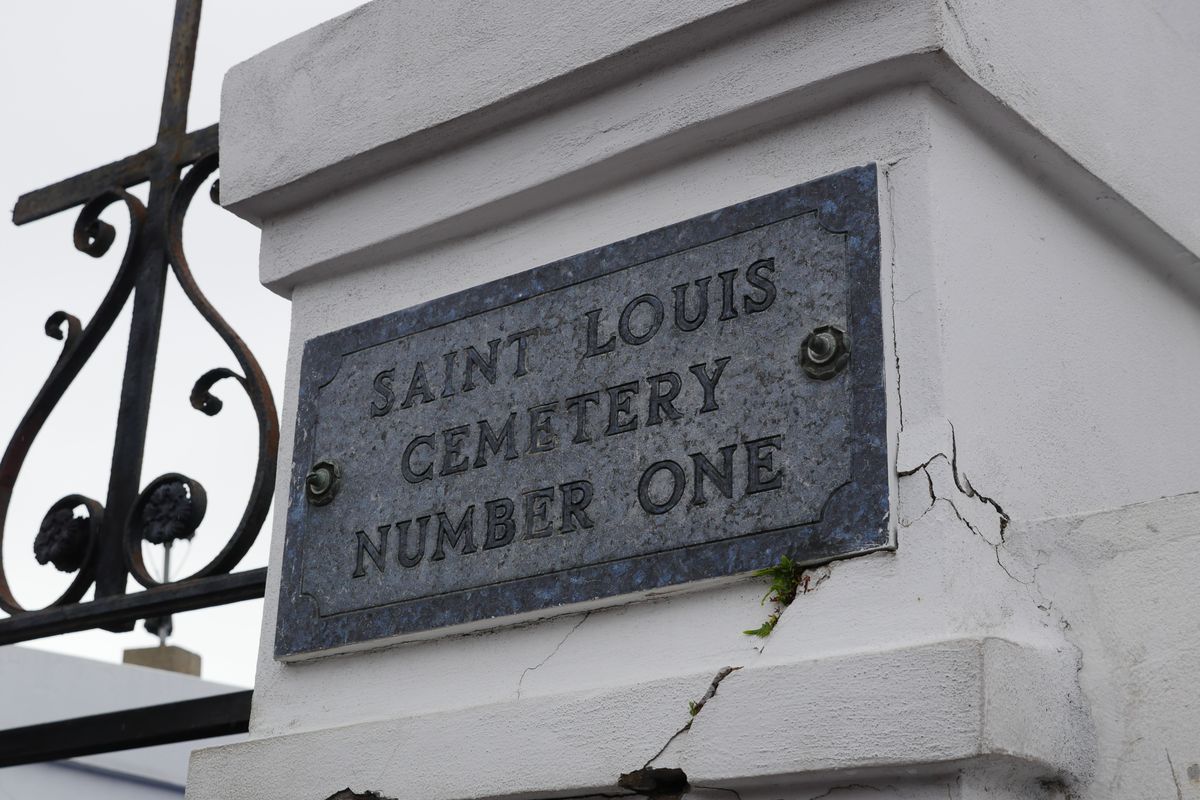 SAINT LOUIS
CEMETERY
NUMBER ONE